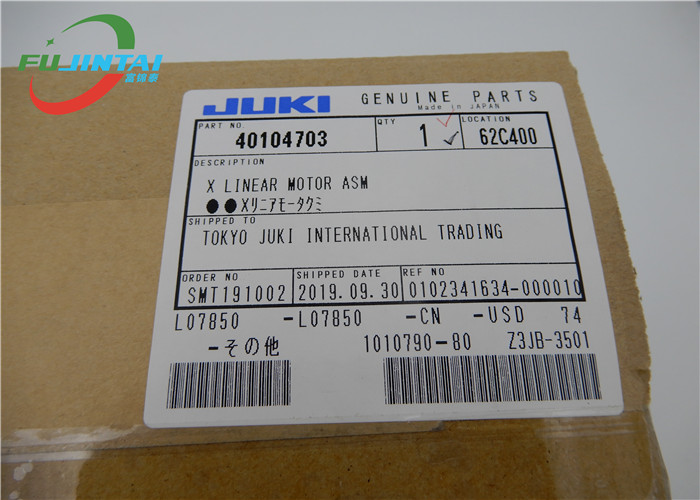 FUJINTAI
富锦泰
JUKI GENUINE PARTS
Made in JAPAN
PART NO. QTY LOCATION
40104703 1 62C400
DESCRIPTION
X LINEAR MOTOR ASM
●●Xリニアモータクミ
SHIPPED TO
TOKYO JUKI INTERNATIONAL TRADING
ORDER NO SHIPPED DATE REF NO
SMT191002 2019.09.30 0102341634-000010
L07850 -L07850 -CN -USD 74
-その他 1010790-80 Z3JB-3501